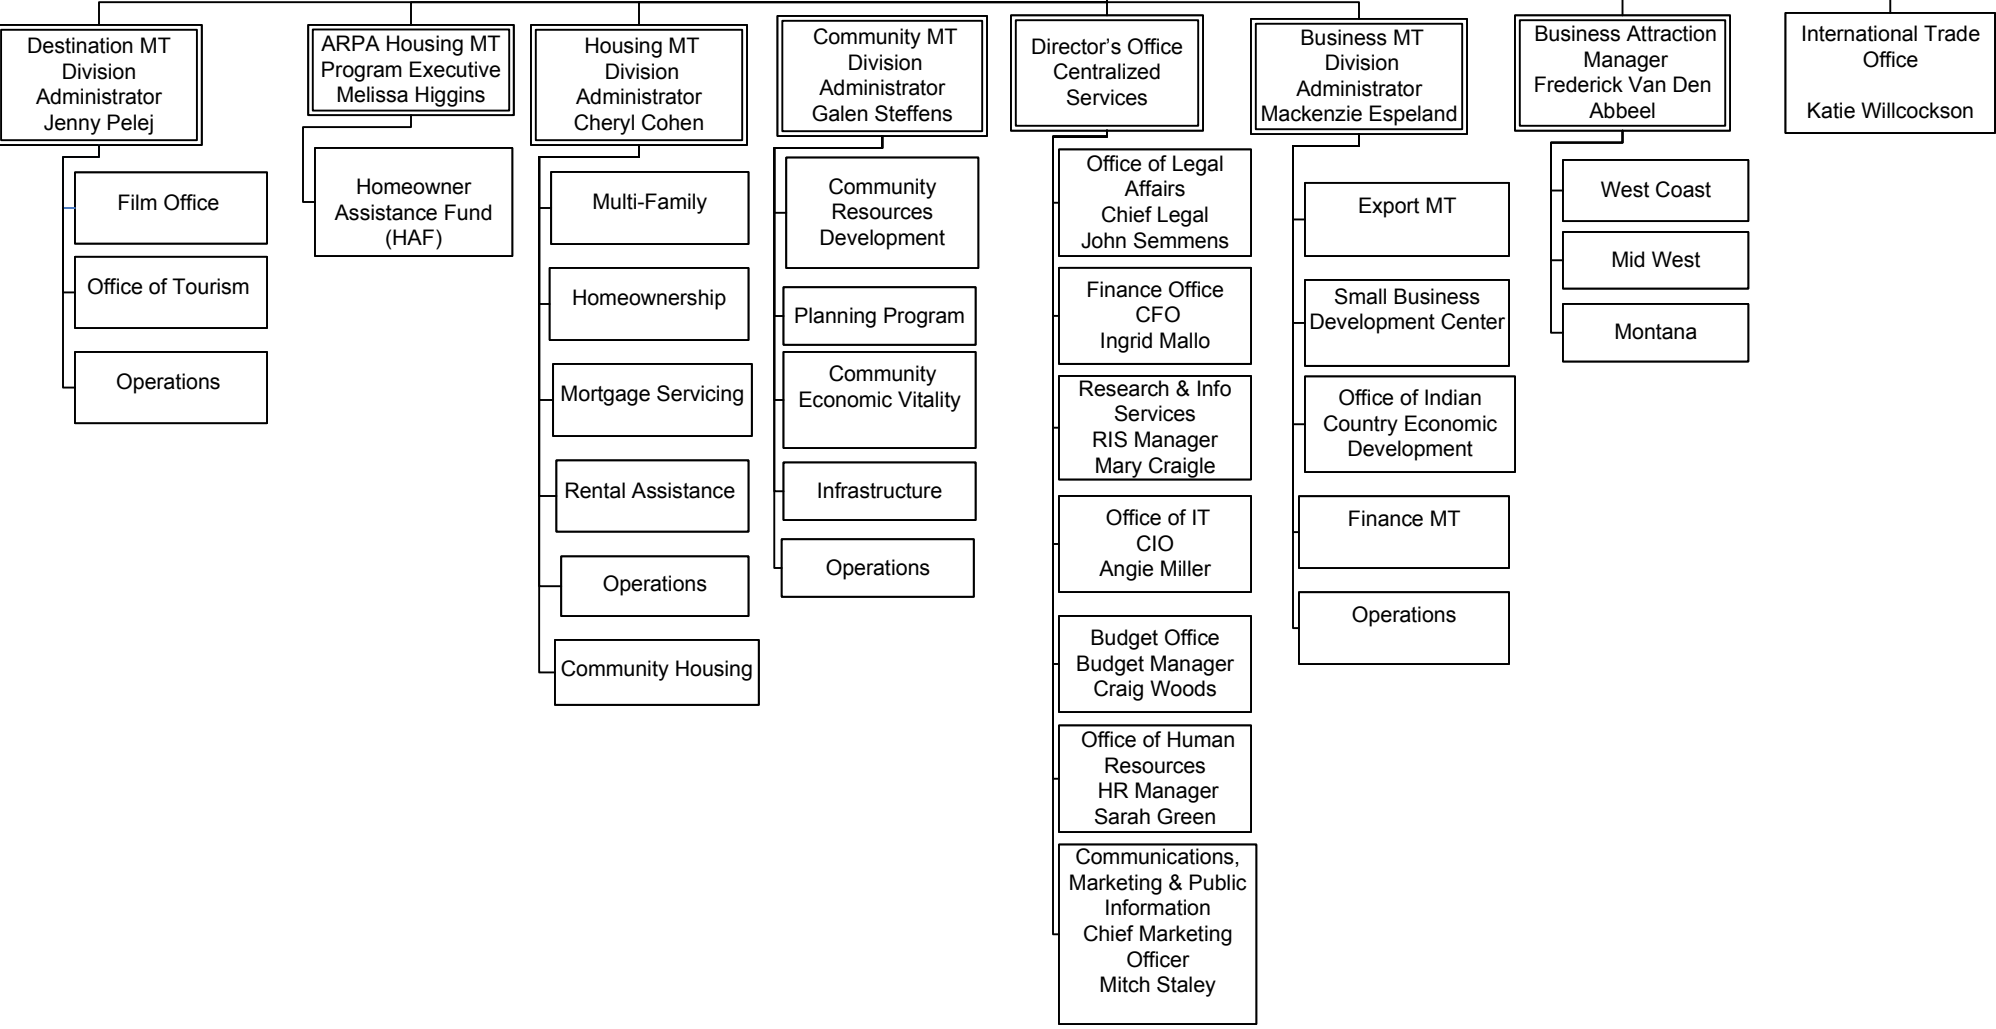 Destination MT
Division
Administrator
Jenny Pelej
Film Office
Office of Tourism
Operations
ARPA Housing MT
Program Executive
Melissa Higgins
Homeowner
Assistance Fund
(HAF)
Housing MT
Division
Administrator
Cheryl Cohen
Multi-Family
Homeownership
Mortgage Servicing
Rental Assistance
Operations
Community Housing
Community MT
Division
Administrator
Galen Steffens
Community
Resources
Development
Planning Program
Community
Economic Vitality
Infrastructure
Operations
Director's Office
Centralized
Services
Office of Legal
Affairs
Chief Legal
John Semmens
Finance Office
CFO
Ingrid Mallo
Research & Info
Services
RIS Manager
Mary Craigle
Office of IT
CIO
Angie Miller
Budget Office
Budget Manager
Craig Woods
Office of Human
Resources
HR Manager
Sarah Green
Communications,
Marketing & Public
Information
Chief Marketing
Officer
Mitch Staley
Business MT
Division
Administrator
Mackenzie Espeland
Export MT
Small Business
Development Center
Office of Indian
Country Economic
Development
Finance MT
Operations
Business Attraction
Manager
Frederick Van Den
Abbeel
West Coast
Mid West
Montana
International Trade
Office
Katie Willcockson